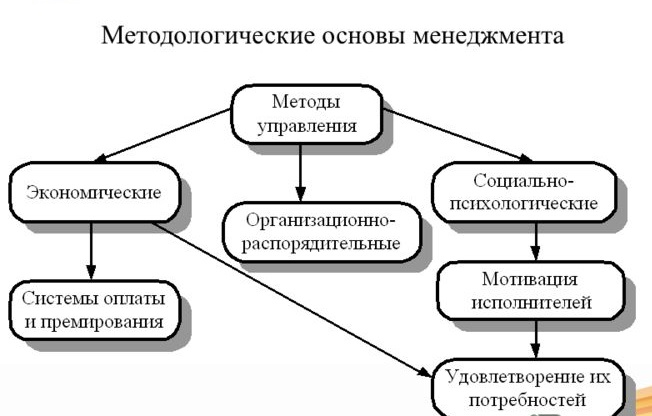 Методологические основы менеджмента
Методы
управления
Экономические
Социально-
психологические
Организационно-
распорядительные
Системы оплаты
и премирования
Мотивация
исполнителей
Удовлетворение их
потребностей